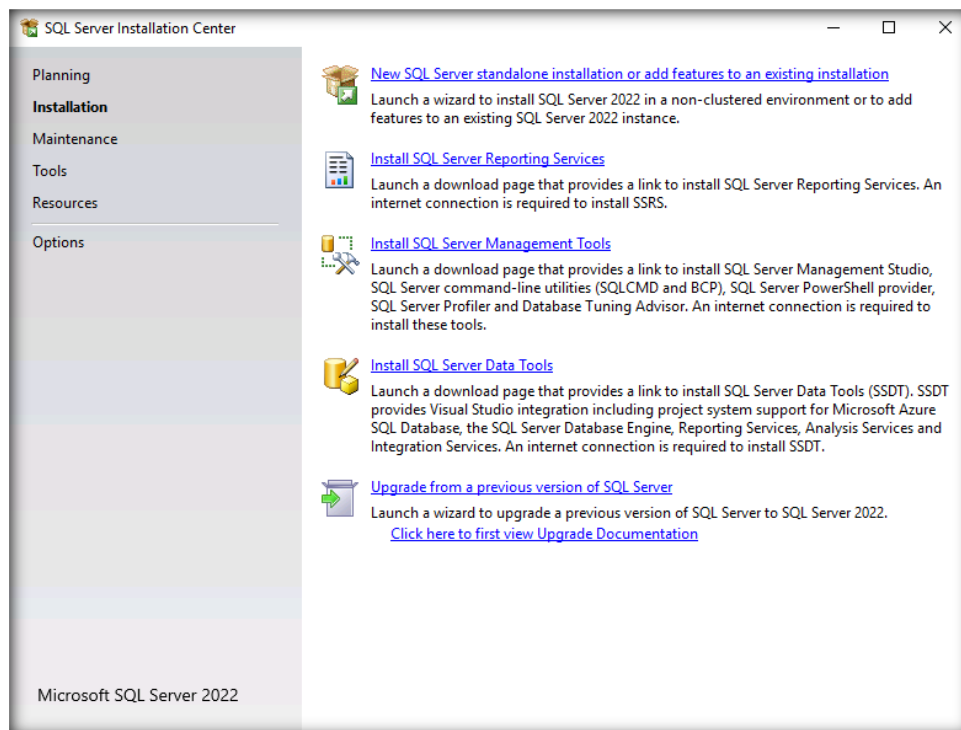 SQL Server Installation Center
Planning
Installation
Maintenance
Tools
Resources
Options
Microsoft SQL Server 2022
New SQL Server standalone installation or add features to an existing installation
Launch a wizard to install SQL Server 2022 in a non-clustered environment or to add
features to an existing SQL Server 2022 instance.
Install SQL Server Reporting Services
Launch a download page that provides a link to install SQL Server Reporting Services. An
internet connection is required to install SSRS.
Install SQL Server Management Tools
Launch a download page that provides a link to install SQL Server Management Studio,
SQL Server command-line utilities (SQLCMD and BCP), SQL Server PowerShell provider,
SQL Server Profiler and Database Tuning Advisor. An internet connection is required to
install these tools.
Install SQL Server Data Tools
Launch a download page that provides a link to install SQL Server Data Tools (SSDT). SSDT
provides Visual Studio integration including project system support for Microsoft Azure
SQL Database, the SQL Server Database Engine, Reporting Services, Analysis Services and
Integration Services. An internet connection is required to install SSDT.
Upgrade from a previous version of SQL Server
Launch a wizard to upgrade a previous version of SQL Server to SQL Server 2022.
Click here to first view Upgrade Documentation